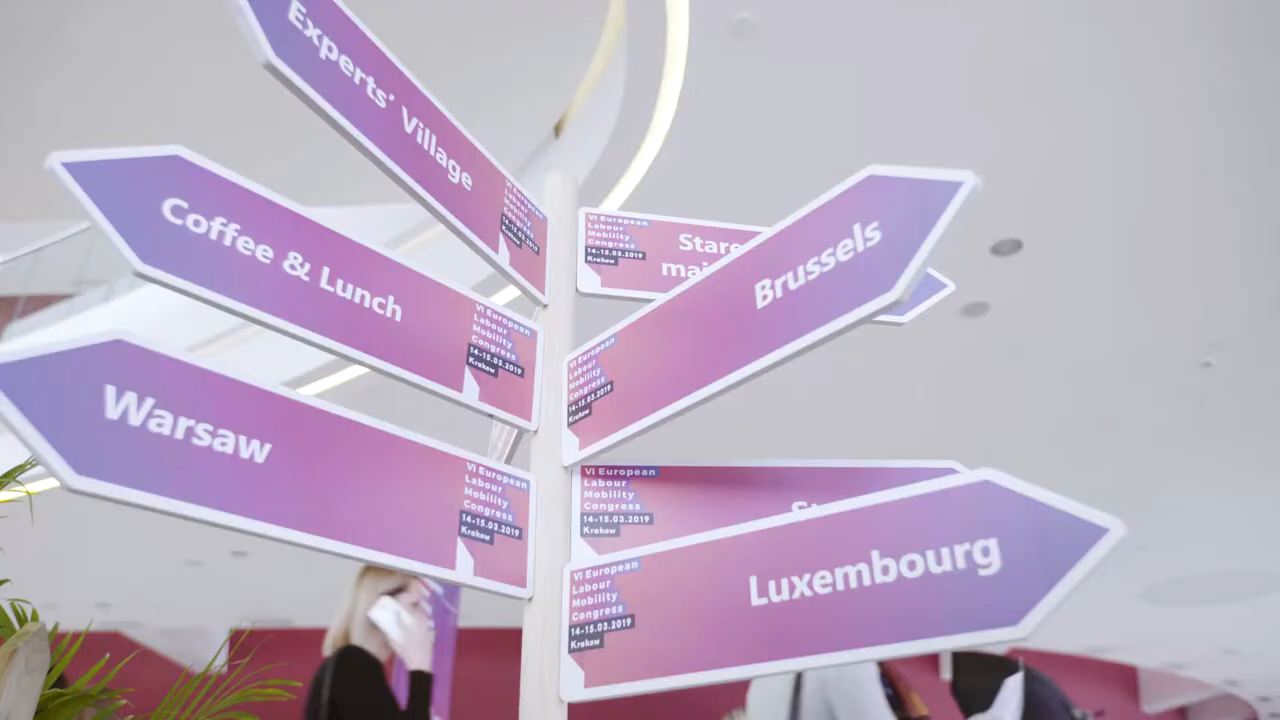 Experts' Village
VI European
Labour
Mobility
Congress
14-15.03.2019
Krakow
Coffee & Lunch
VI European
Labour
Mobility
Congress
14-15.03.2019
Krakow
Warsaw
VI European
Labour
Mobility
Congress
14-15.03.2019
Krakow
VI European
Labour
Mobility
Congress
14-15.03.2019
Krakow
Brussels
VI European
Labour
Mobility
Congress
14-15.03.2019
Krakow
VI European
Labour
Mobility
Congress
14-15.03.2019
Krakow
Luxembourg
VI European
Labour
Mobility
Congress
14-15.03.2019
Krakow